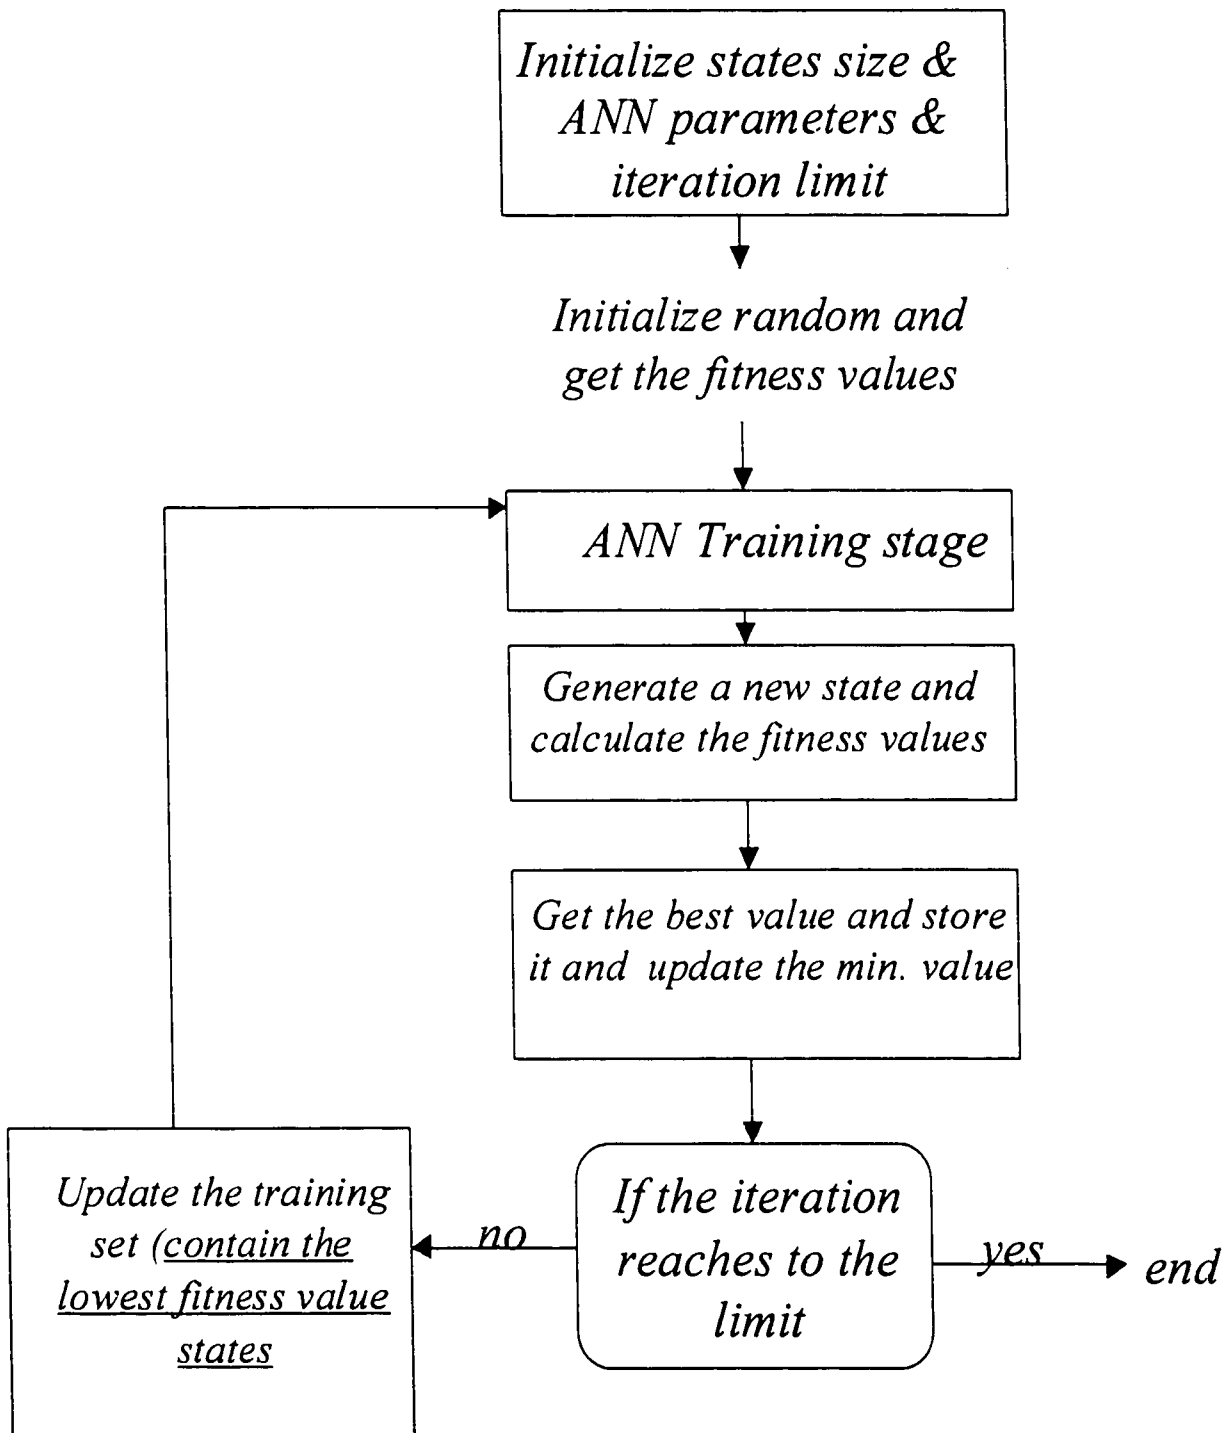 Initialize states size &
ANN parameters &
iteration limit
Initialize random and
get the fitness values
ANN Training stage
Generate a new state and
calculate the fitness values
Get the best value and store
it and update the min. value
If the iteration
reaches to the
limit
no
yes
end
Update the training
set (contain the
lowest fitness value
states